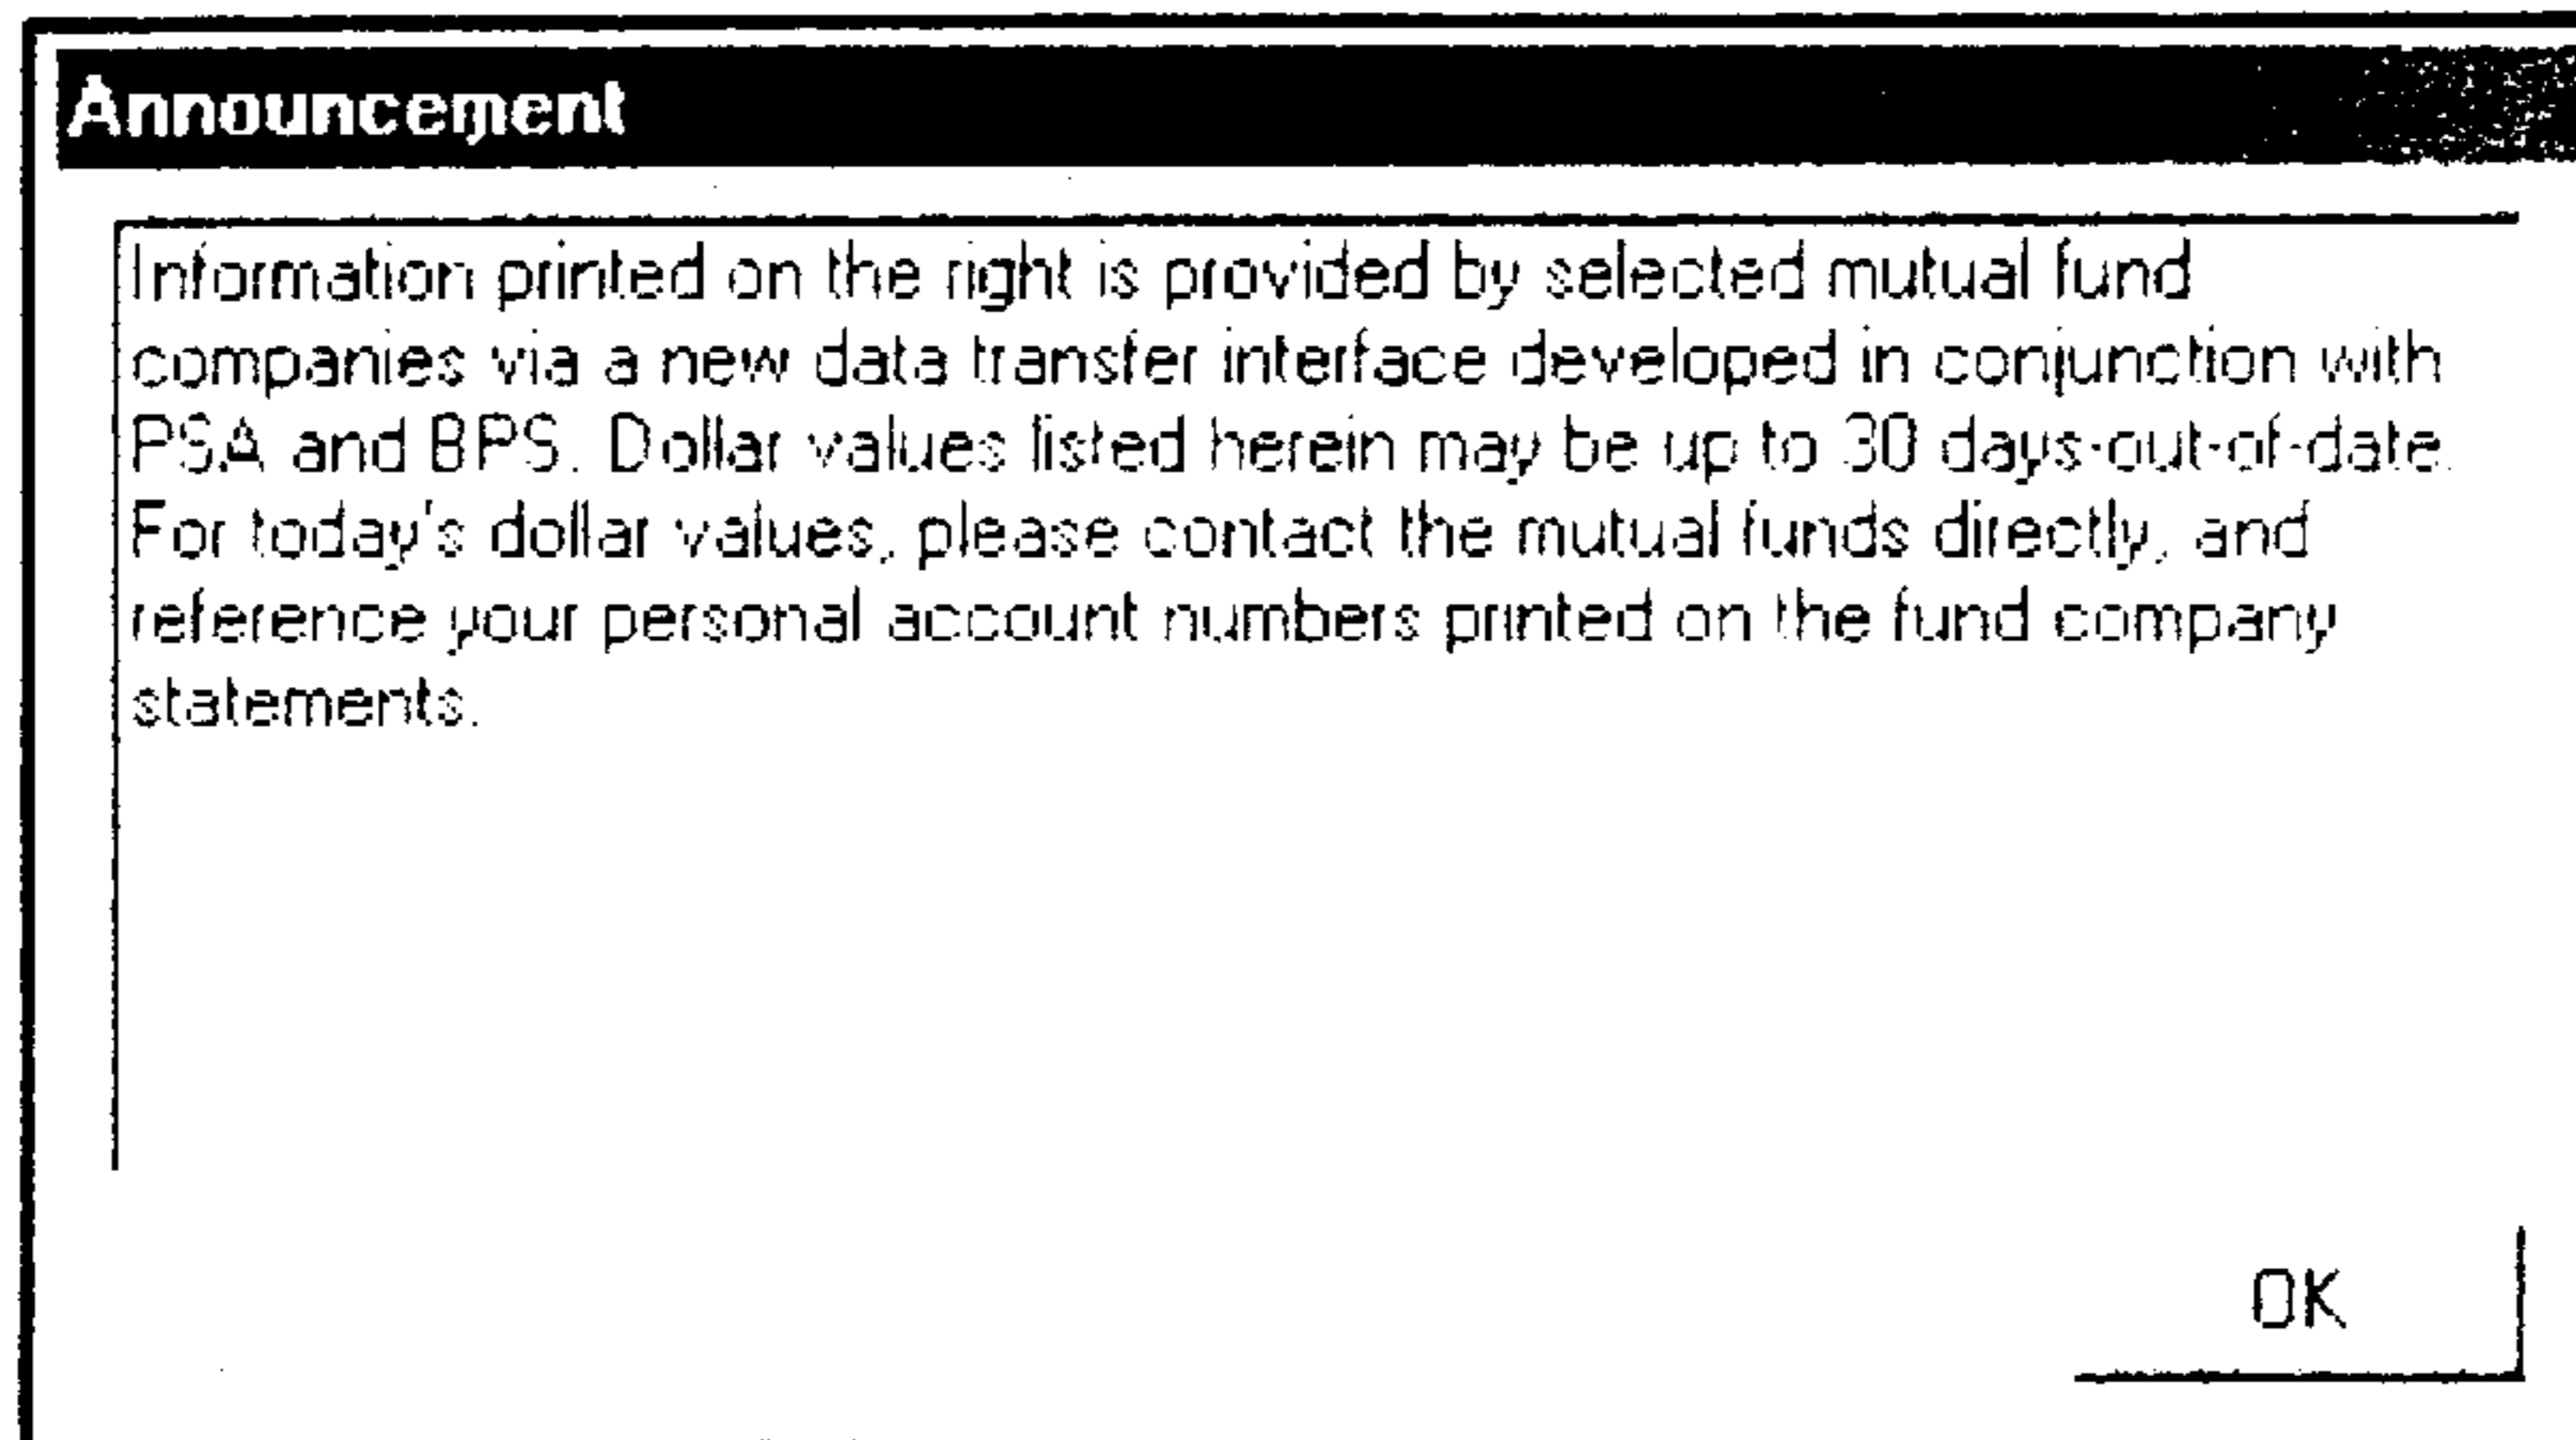 Announcement
Information printed on the right is provided by selected mutual fund
companies via a new data transfer interface developed in conjunction with
PSA and BPS. Dollar values listed herein may be up to 30 days-out-of-date.
For today's dollar values, please contact the mutual funds directly, and
reference your personal account numbers printed on the fund company
statements.
OK